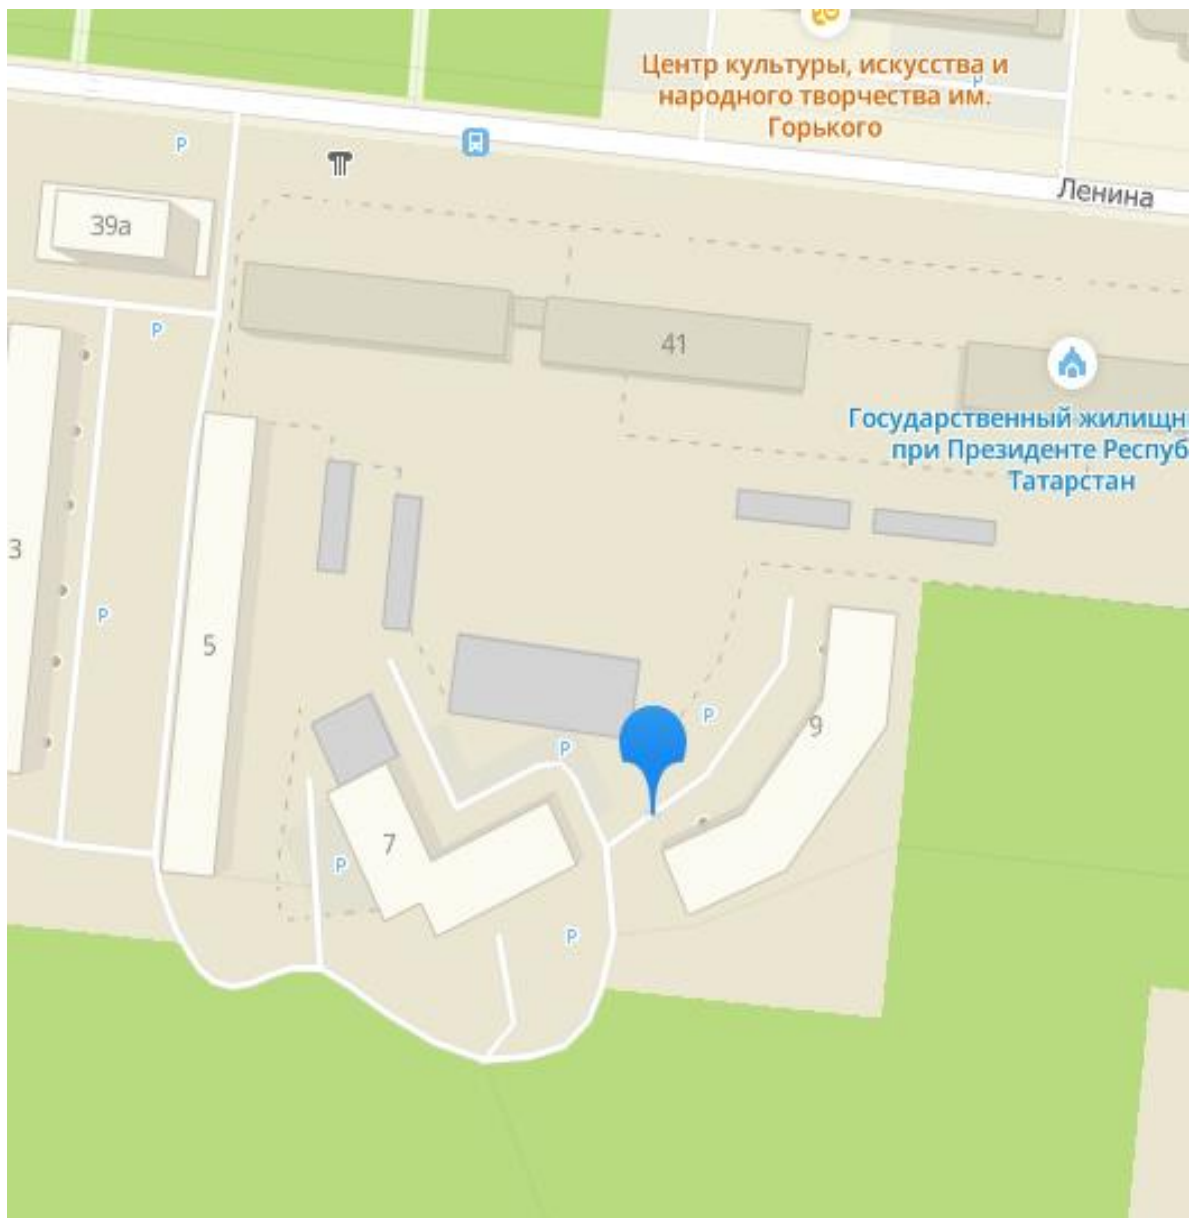 Центр культуры, искусства и
народного творчества им.
Горького
P
P
Ленина
39а
P
41
Государственный жилищн
при Президенте Респуб
Татарстан
3
P
5
P
9
P
7
P
P